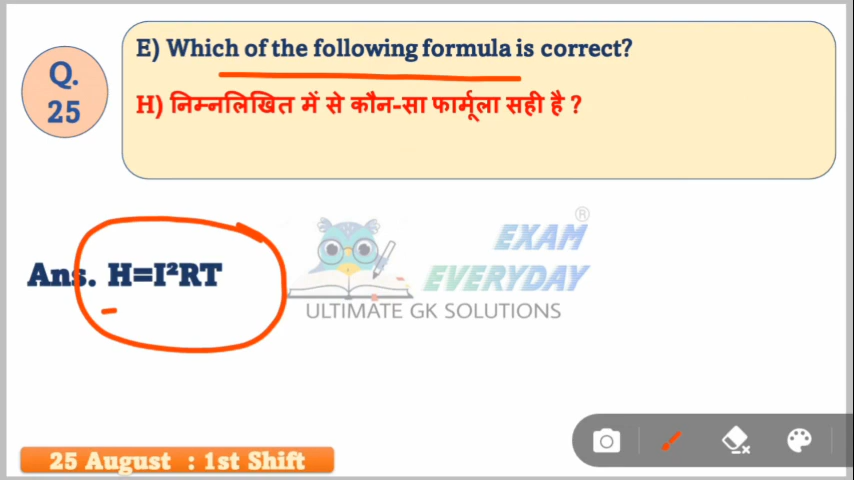 Q.
25
E) Which of the following formula is correct?
H) निम्नलिखित में से कौन-सा फार्मूला सही है ?
Ans. H=I²RT
®
EXAM
EVERYDAY
ULTIMATE GK SOLUTIONS
25 August : 1st Shift